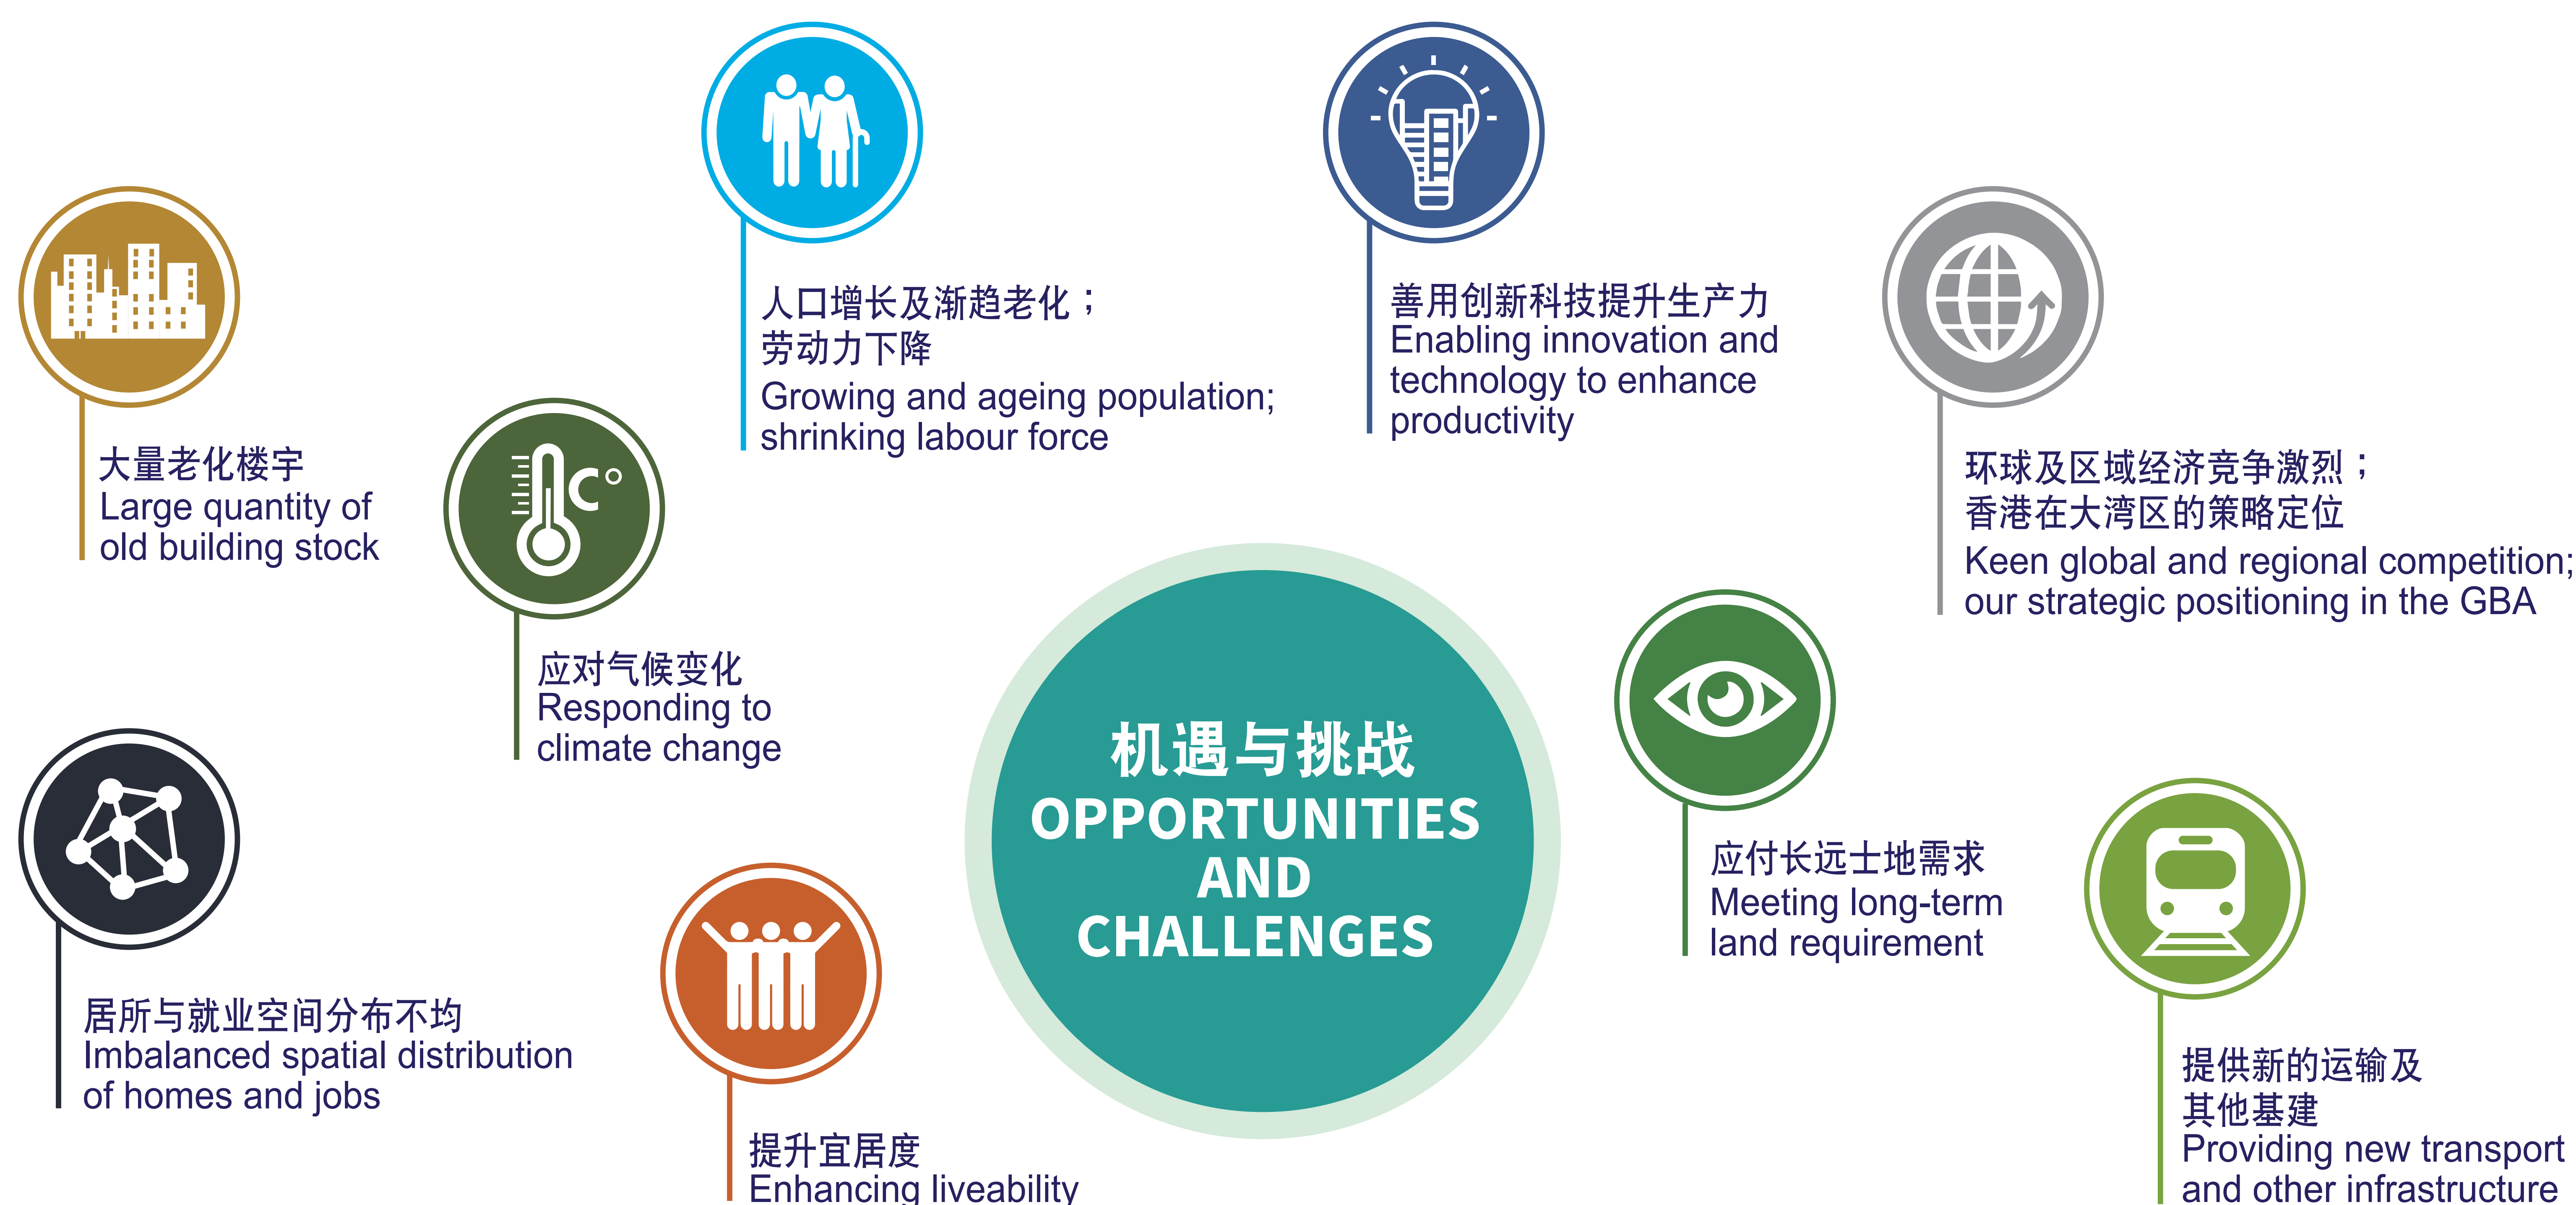 人口增长及渐趋老化；
劳动力下降
Growing and ageing population;
shrinking labour force
善用创新科技提升生产力
Enabling innovation and
technology to enhance
productivity
大量老化楼宇
Large quantity of
old building stock
C°
应对气候变化
Responding to
climate change
环球及区域经济竞争激烈；
香港在大湾区的策略定位
Keen global and regional competition;
our strategic positioning in the GBA
机遇与挑战
OPPORTUNITIES
AND
CHALLENGES
应付长远士地需求
Meeting long-term
land requirement
居所与就业空间分布不均
Imbalanced spatial distribution
of homes and jobs
提升宜居度
Enhancing liveability
提供新的运输及
其他基建
Providing new transport
and other infrastructure